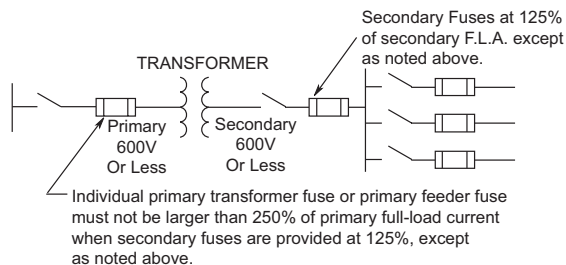 Secondary Fuses at 125%
of secondary F.L.A. except
as noted above.
TRANSFORMER
Primary
600V
Or Less
Secondary
600V
Or Less
Individual primary transformer fuse or primary feeder fuse
must not be larger than 250% of primary full-load current
when secondary fuses are provided at 125%, except
as noted above.